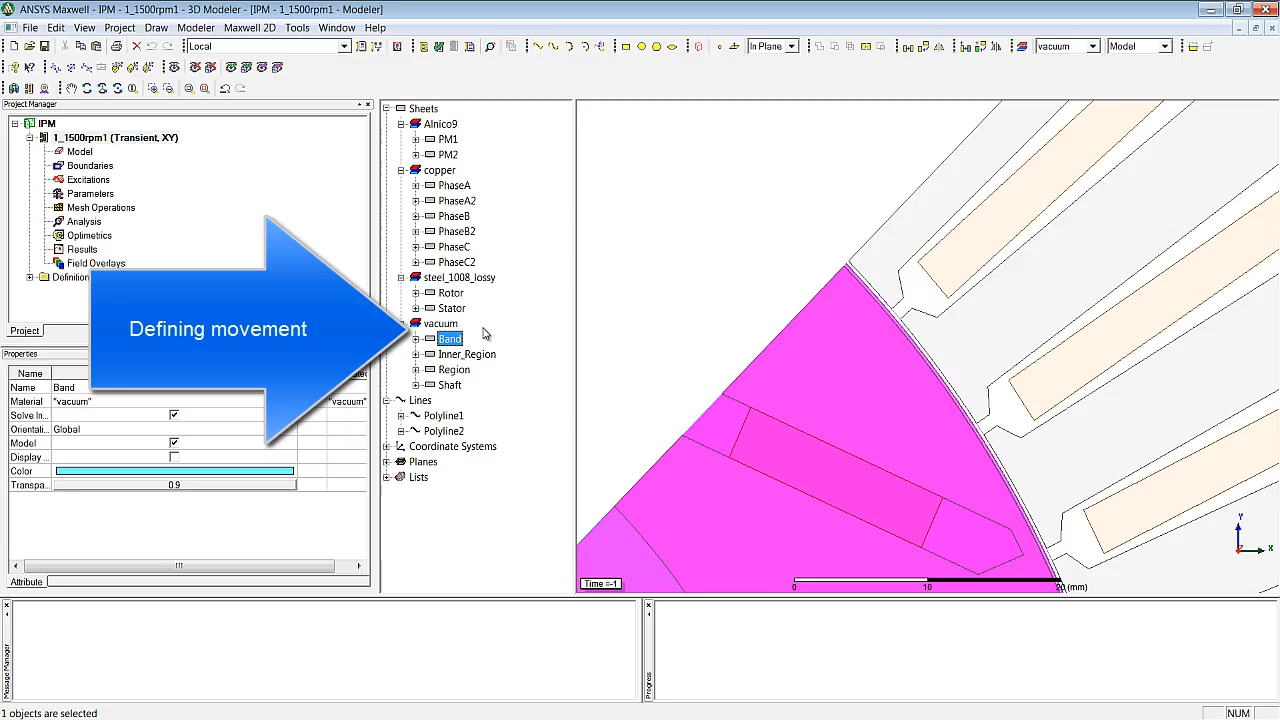 ANSYS Maxwell - IPM - 1_1500rpm1 - 3D Modeler - [IPM - 1_1500rpm1 - Modeler]
File Edit View Project Draw Modeler Maxwell 2D Tools Window Help
Local In Plane vacuum Model
Project Manager
IPM
1_1500rpm1 (Transient, XY)
Model
Boundaries
Excitations
Parameters
Mesh Operations
Analysis
Optimetrics
Results
Field Overlays
Definition
Project
Properties
Name
Name Band
Material "vacuum" "vacuum"
Solve In...
Orientati... Global
Model
Display ...
Color
Transpa... 0.9
Attribute
Defining movement
Sheets
Alnico9
PM1
PM2
copper
PhaseA
PhaseA2
PhaseB
PhaseB2
PhaseC
PhaseC2
steel_1008_lossy
Rotor
Stator
vacuum
Band
Inner_Region
Region
Shaft
Lines
Polyline1
Polyline2
Coordinate Systems
Planes
Lists
Y
X
Z
Time =-1
0 10 20 (mm)
Message Manager
Progress
1 objects are selected
NUM